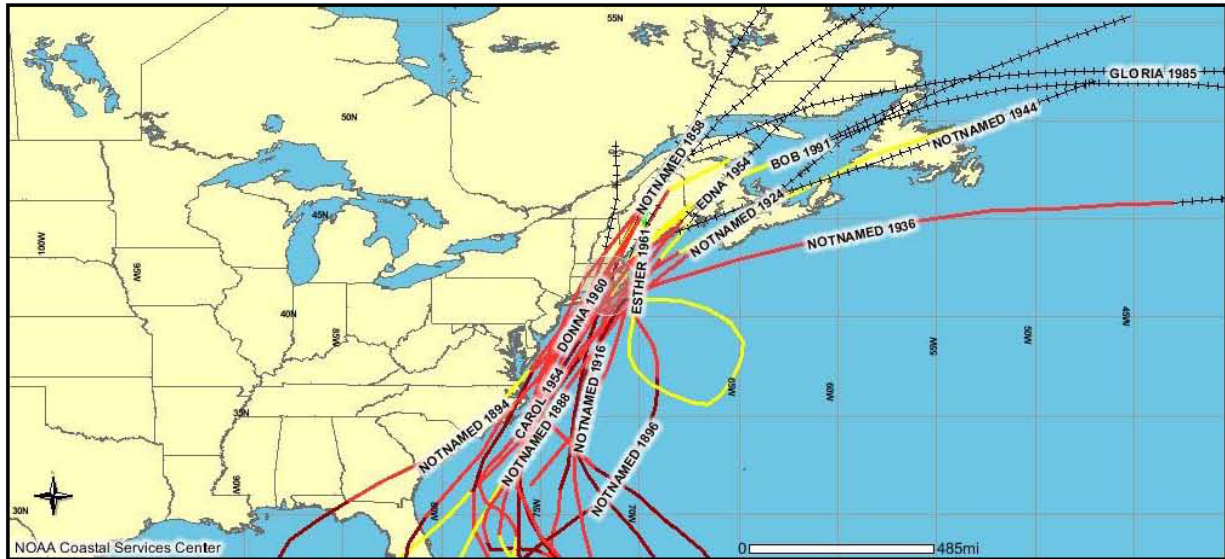 55N
GLORIA 1985
50N
NOTNAMED 1858
NOTNAMED 1944
BOB 1991
EDNA 1954
45N
NOTNAMED 1924
100W
NOTNAMED 1936
95W
ESTHER 1961
DONNA 1960
40N
85W
45W
50W
55W
NOTNAMED 1916
65W
60W
CAROL 1954
35N
NOTNAMED 1894
NOTNAMED 1888
NOTNAMED 1896
90W
30N
80W
75W
70W
NOAA Coastal Services Center
0
485mi